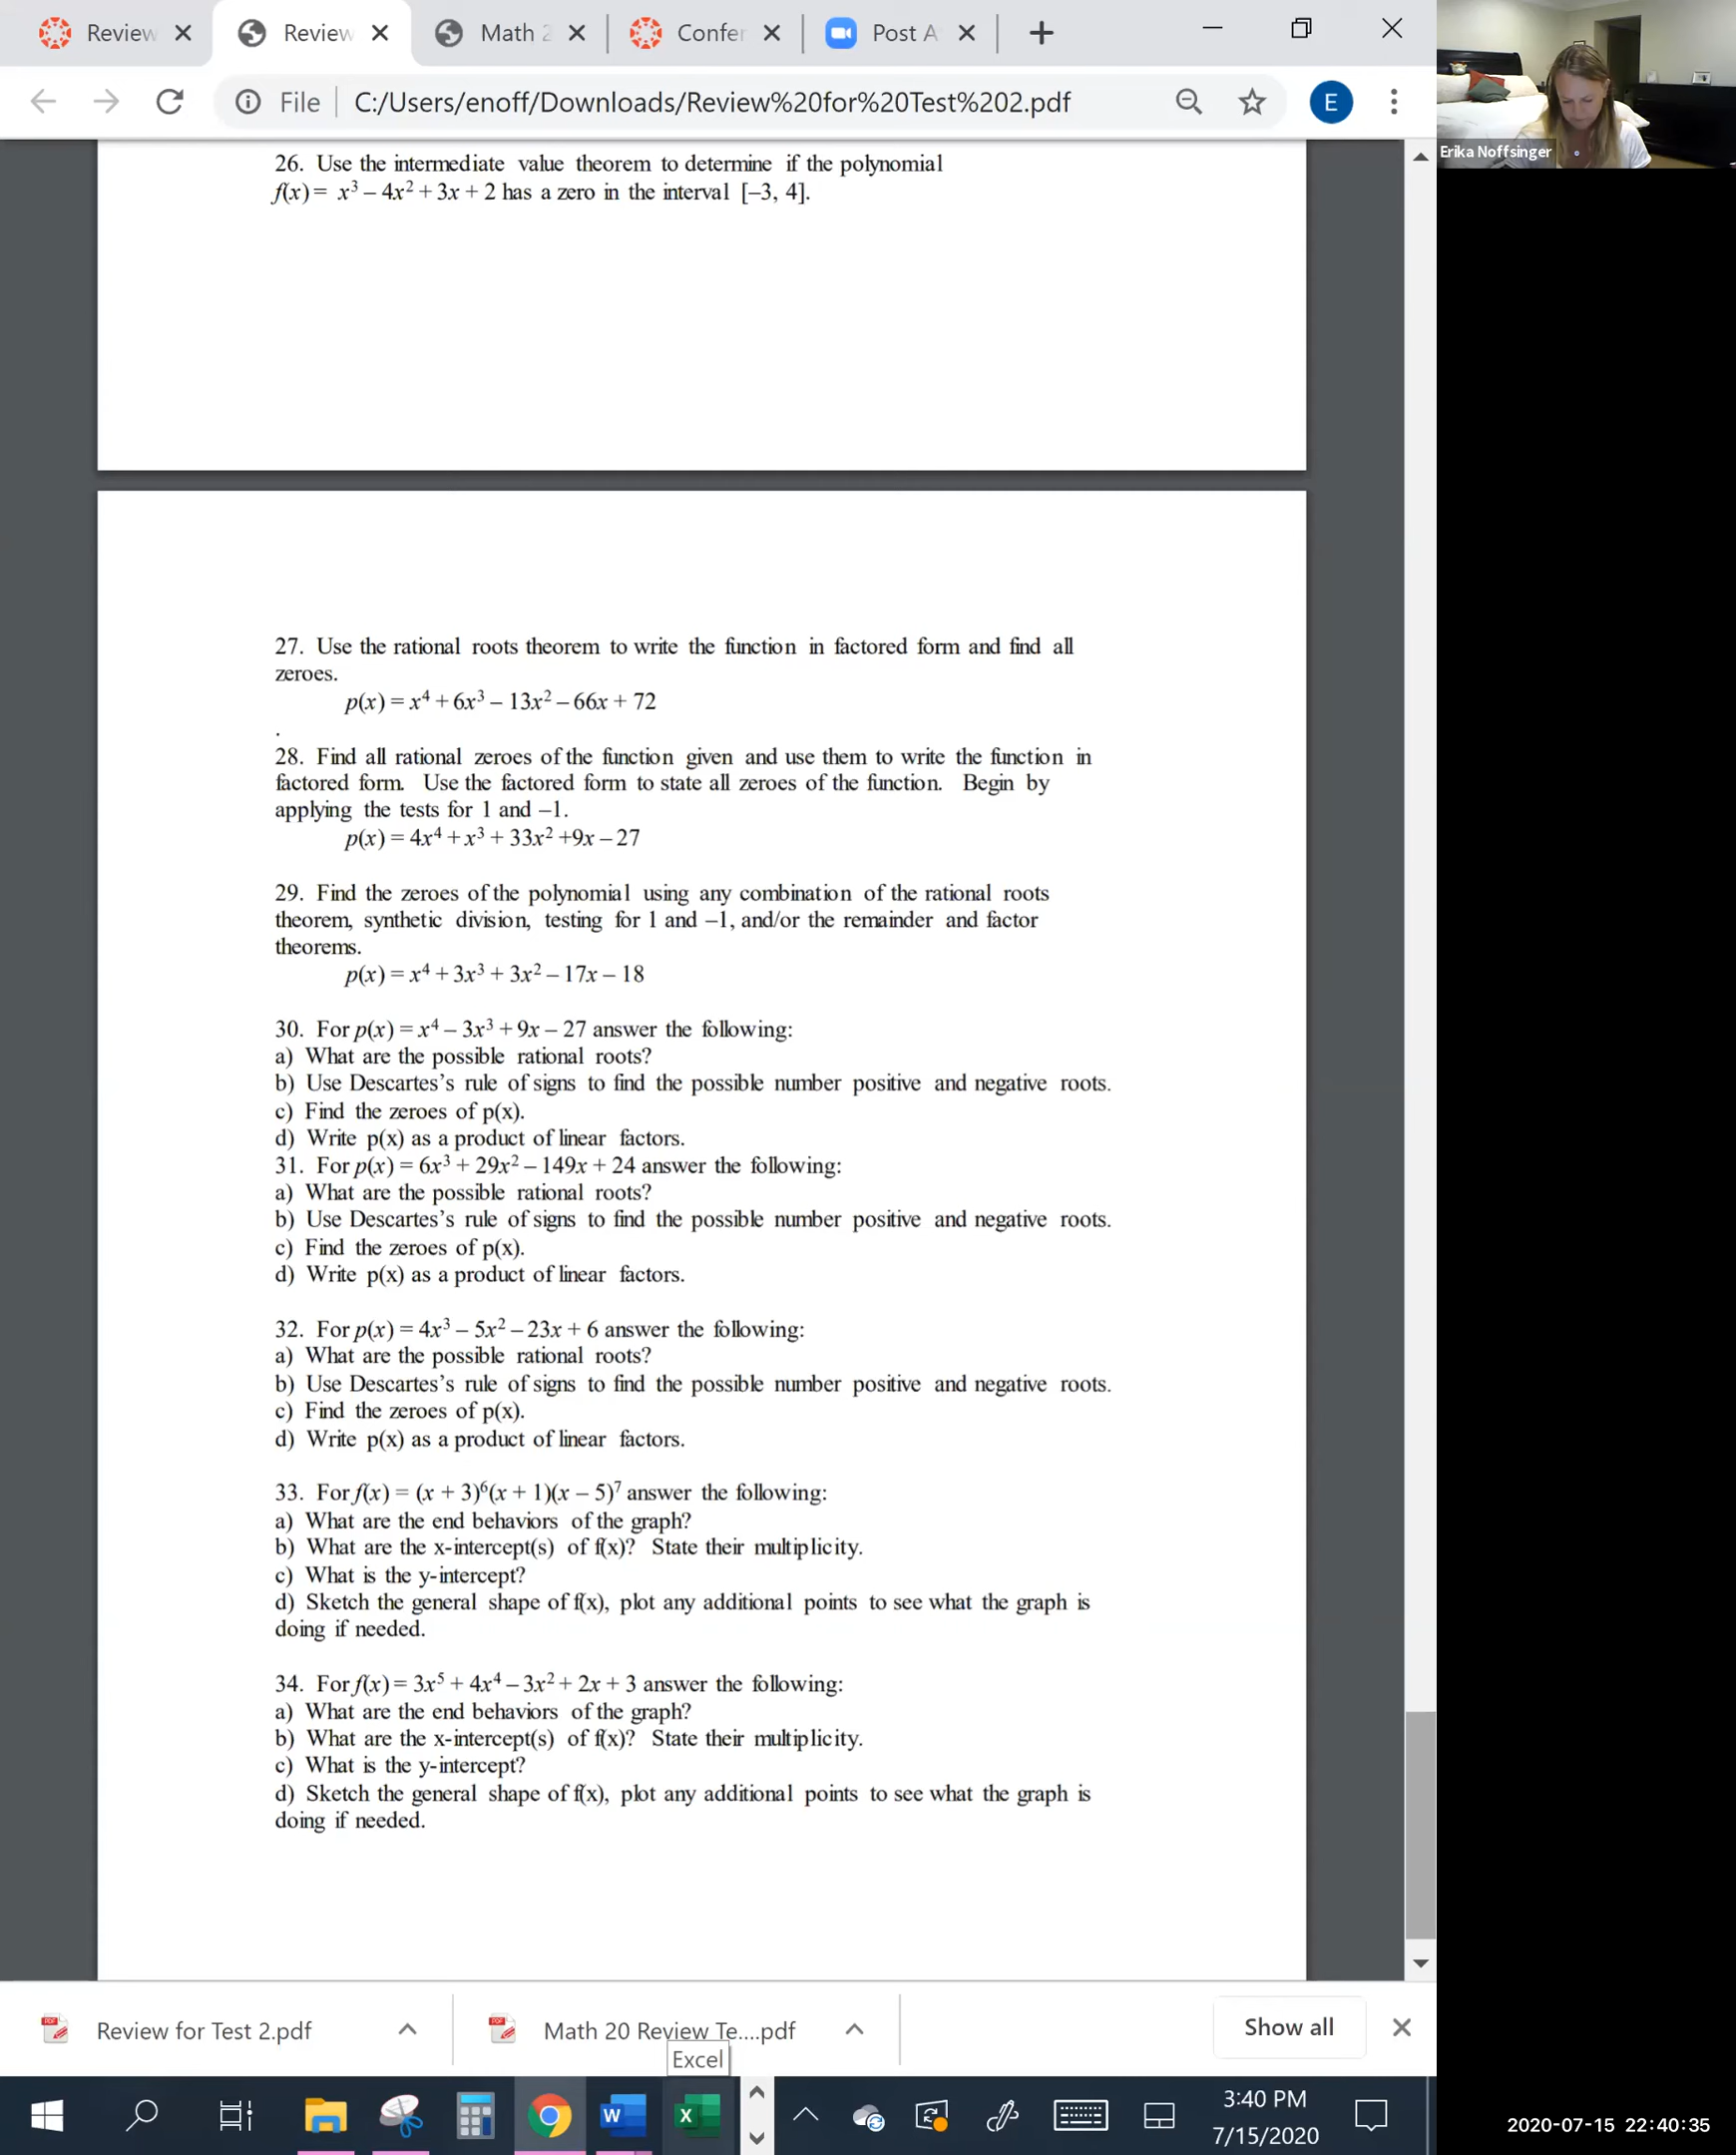 Review
Review
Math 2
Confer
Post A
File
C:/Users/enoff/Downloads/Review%20for%20Test%202.pdf
E
Erika Noffsinger
26. Use the intermediate value theorem to determine if the polynomial
f(x) = x³ – 4x² + 3x + 2 has a zero in the interval [–3, 4].
27. Use the rational roots theorem to write the function in factored form and find all
zeroes.
p(x) = x⁴ + 6x³ – 13x² – 66x + 72
.
28. Find all rational zeroes of the function given and use them to write the function in
factored form. Use the factored form to state all zeroes of the function. Begin by
applying the tests for 1 and –1.
p(x) = 4x⁴ + x³ + 33x² +9x – 27
29. Find the zeroes of the polynomial using any combination of the rational roots
theorem, synthetic division, testing for 1 and –1, and/or the remainder and factor
theorems.
p(x) = x⁴ + 3x³ + 3x² – 17x – 18
30. For p(x) = x⁴ – 3x³ + 9x – 27 answer the following:
a) What are the possible rational roots?
b) Use Descartes’s rule of signs to find the possible number positive and negative roots.
c) Find the zeroes of p(x).
d) Write p(x) as a product of linear factors.
31. For p(x) = 6x³ + 29x² – 149x + 24 answer the following:
a) What are the possible rational roots?
b) Use Descartes’s rule of signs to find the possible number positive and negative roots.
c) Find the zeroes of p(x).
d) Write p(x) as a product of linear factors.
32. For p(x) = 4x³ – 5x² – 23x + 6 answer the following:
a) What are the possible rational roots?
b) Use Descartes’s rule of signs to find the possible number positive and negative roots.
c) Find the zeroes of p(x).
d) Write p(x) as a product of linear factors.
33. For f(x) = (x + 3)⁶(x + 1)(x – 5)⁷ answer the following:
a) What are the end behaviors of the graph?
b) What are the x-intercept(s) of f(x)? State their multiplicity.
c) What is the y-intercept?
d) Sketch the general shape of f(x), plot any additional points to see what the graph is
doing if needed.
34. For f(x) = 3x⁵ + 4x⁴ – 3x² + 2x + 3 answer the following:
a) What are the end behaviors of the graph?
b) What are the x-intercept(s) of f(x)? State their multiplicity.
c) What is the y-intercept?
d) Sketch the general shape of f(x), plot any additional points to see what the graph is
doing if needed.
Review for Test 2.pdf
Math 20 Review Te....pdf
Show all
Excel
W
X
3:40 PM
7/15/2020
2020-07-15 22:40:35